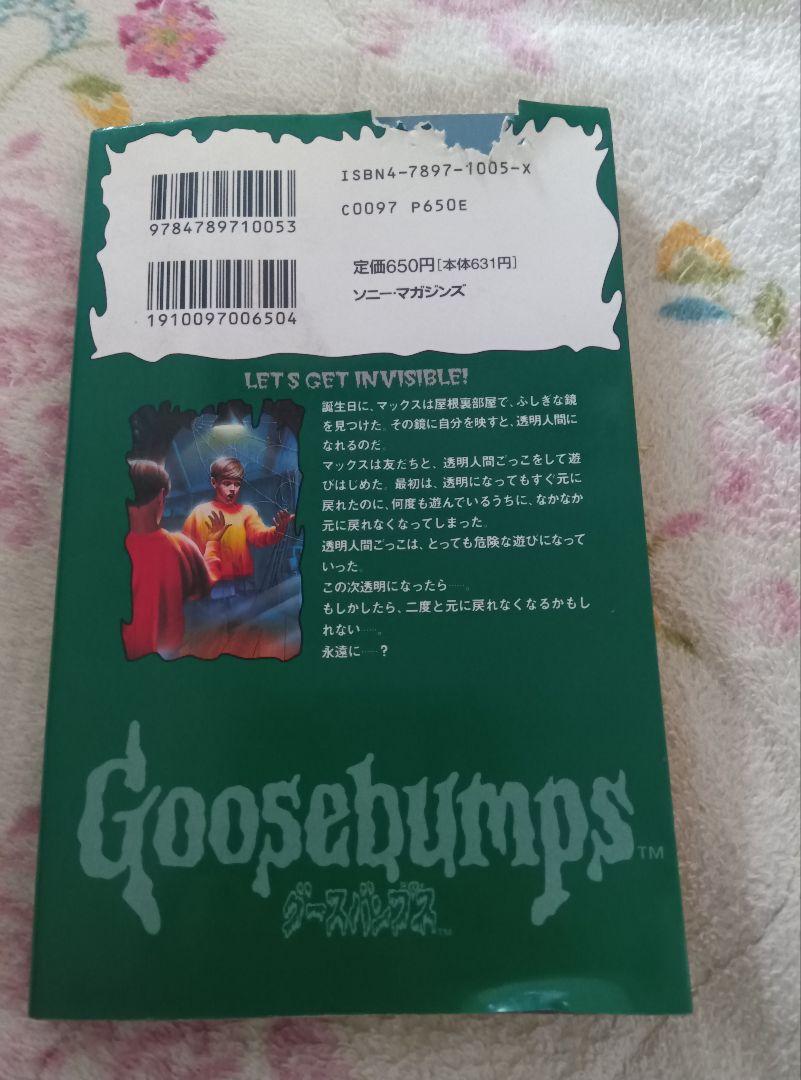 ISBN4-7897-1005-X
9784789710053
C0097 P650E
1910097006504
定価650円[本体631円]
ソニー・マガジンズ
LET'S GET INVISIBLE!
誕生日に、マックスは屋根裏部屋で、ふしぎな鏡
を見つけた。その鏡に自分を映すと、透明人間に
なれるのだ。
マックスは友だちと、透明人間ごっこをして遊
びはじめた。最初は、透明になってもすぐ元に
戻れたのに、何度も遊んでいるうちに、なかなか
元に戻れなくなってしまった。
透明人間ごっこは、とっても危険な遊びになって
いった。
この次透明になったら……。
もしかしたら、二度と元に戻れなくなるかもし
れない……。
永遠に……?
Goosebumps™
グースバンプス™